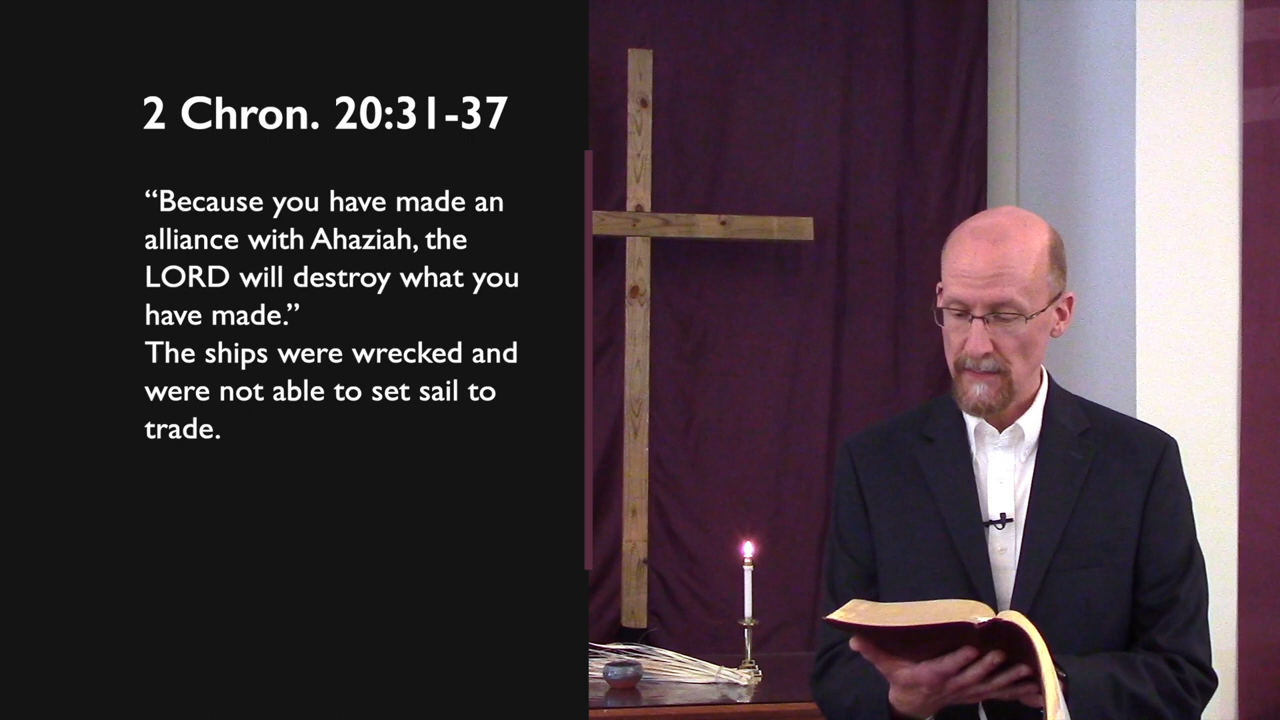 2 Chron. 20:31-37
“Because you have made an
alliance with Ahaziah, the
LORD will destroy what you
have made.”
The ships were wrecked and
were not able to set sail to
trade.